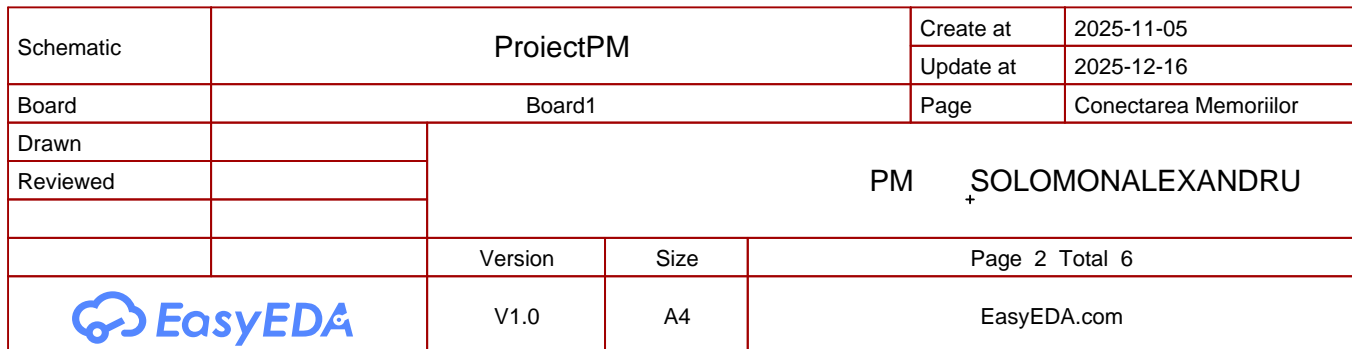 Schematic ProiectPM Create at 2025-11-05
Update at 2025-12-16
Board Board1 Page Conectarea Memoriilor
Drawn
Reviewed PM SOLOMONALEXANDRU
Version Size Page 2 Total 6
EasyEDA V1.0 A4 EasyEDA.com